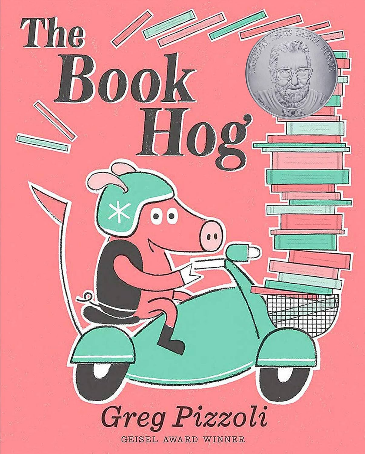 The
Book
Hog
Greg Pizzoli
GEISEL AWARD WINNER